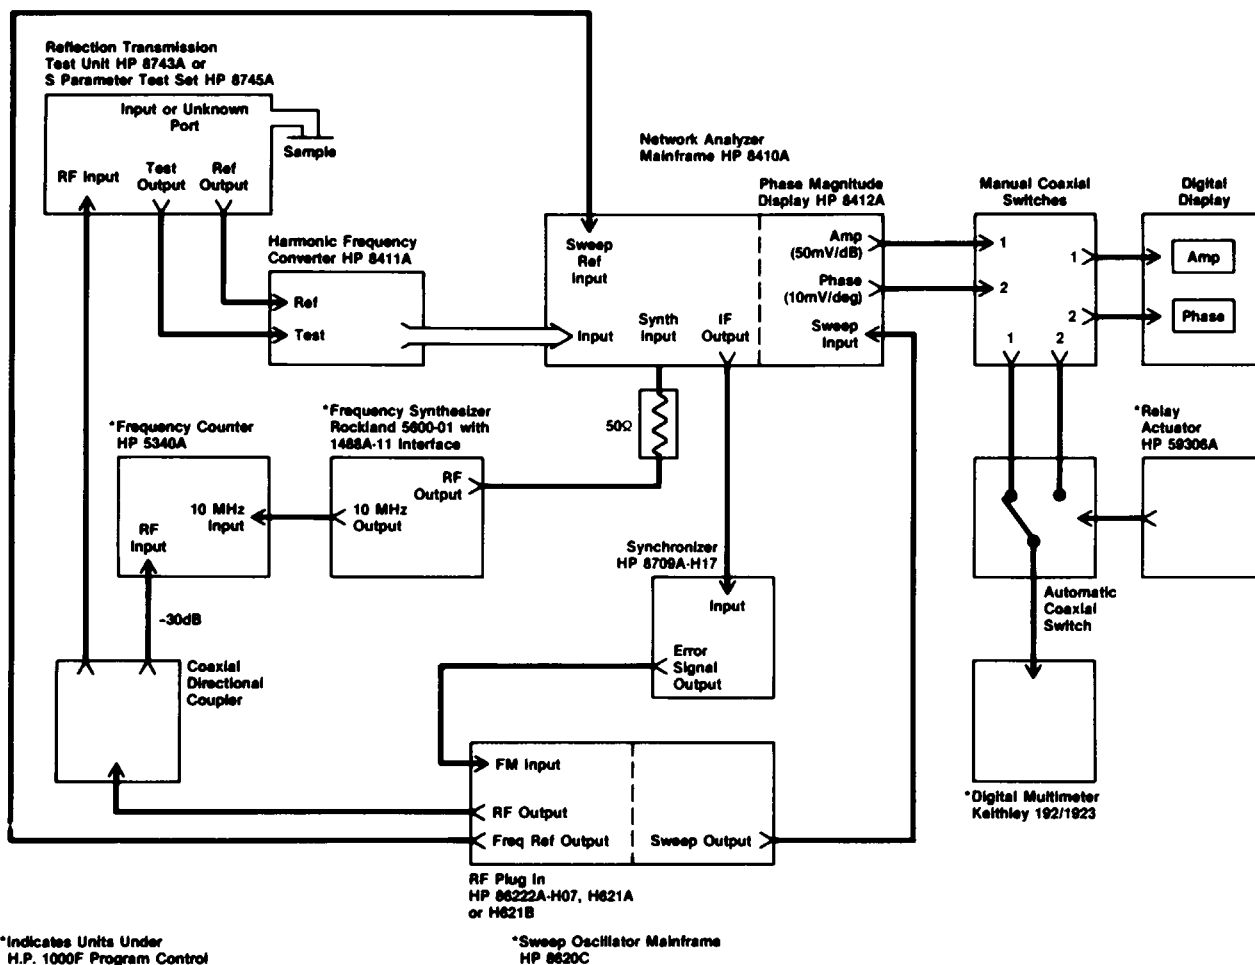 Reflection Transmission
Test Unit HP 8743A or
S Parameter Test Set HP 8745A
Input or Unknown
Port
Sample
RF Input
Test
Output
Ref
Output
Harmonic Frequency
Converter HP 8411A
Ref
Test
Network Analyzer
Mainframe HP 8410A
Phase Magnitude
Display HP 8412A
Sweep
Ref
Input
Amp
(50mV/dB)
Phase
(10mV/deg)
Input
Synth
Input
IF
Output
Sweep
Input
Manual Coaxial
Switches
1
2
1
2
1
2
Digital
Display
Amp
Phase
50Ω
*Frequency Counter
HP 5340A
10 MHz
Input
RF
Input
*Frequency Synthesizer
Rockland 5600-01 with
1488A-11 Interface
RF
Output
10 MHz
Output
*Relay
Actuator
HP 59306A
Automatic
Coaxial
Switch
Synchronizer
HP 8709A-H17
Input
Error
Signal
Output
-30dB
Coaxial
Directional
Coupler
FM Input
RF Output
Freq Ref Output
Sweep Output
*Digital Multimeter
Keithley 192/1923
RF Plug In
HP 86222A-H07, H621A
or H621B
*Indicates Units Under
H.P. 1000F Program Control
*Sweep Oscillator Mainframe
HP 8620C